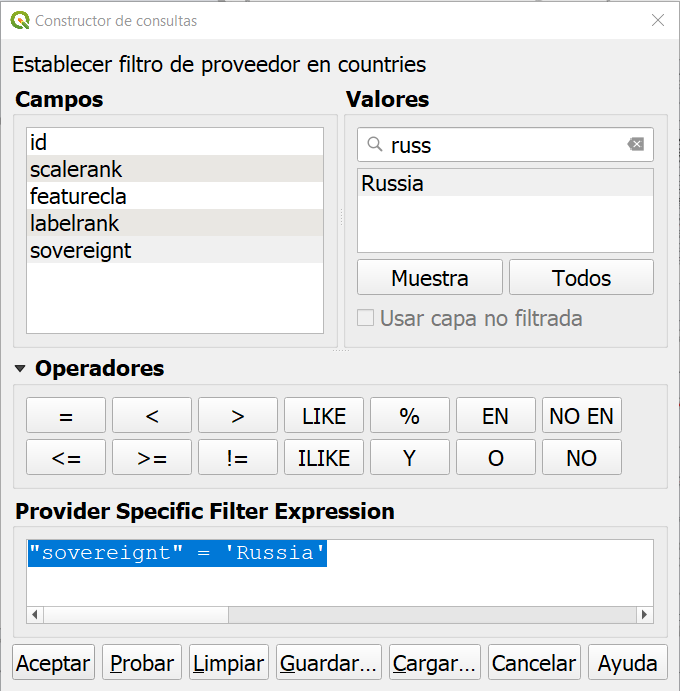 Constructor de consultas
Establecer filtro de proveedor en countries
Campos
id
scalerank
featurecla
labelrank
sovereignt
Valores
russ
Russia
Muestra Todos
Usar capa no filtrada
Operadores
= < > LIKE % EN NO EN
<= >= != ILIKE Y O NO
Provider Specific Filter Expression
"sovereignt" = 'Russia'
Aceptar Probar Limpiar Guardar... Cargar... Cancelar Ayuda